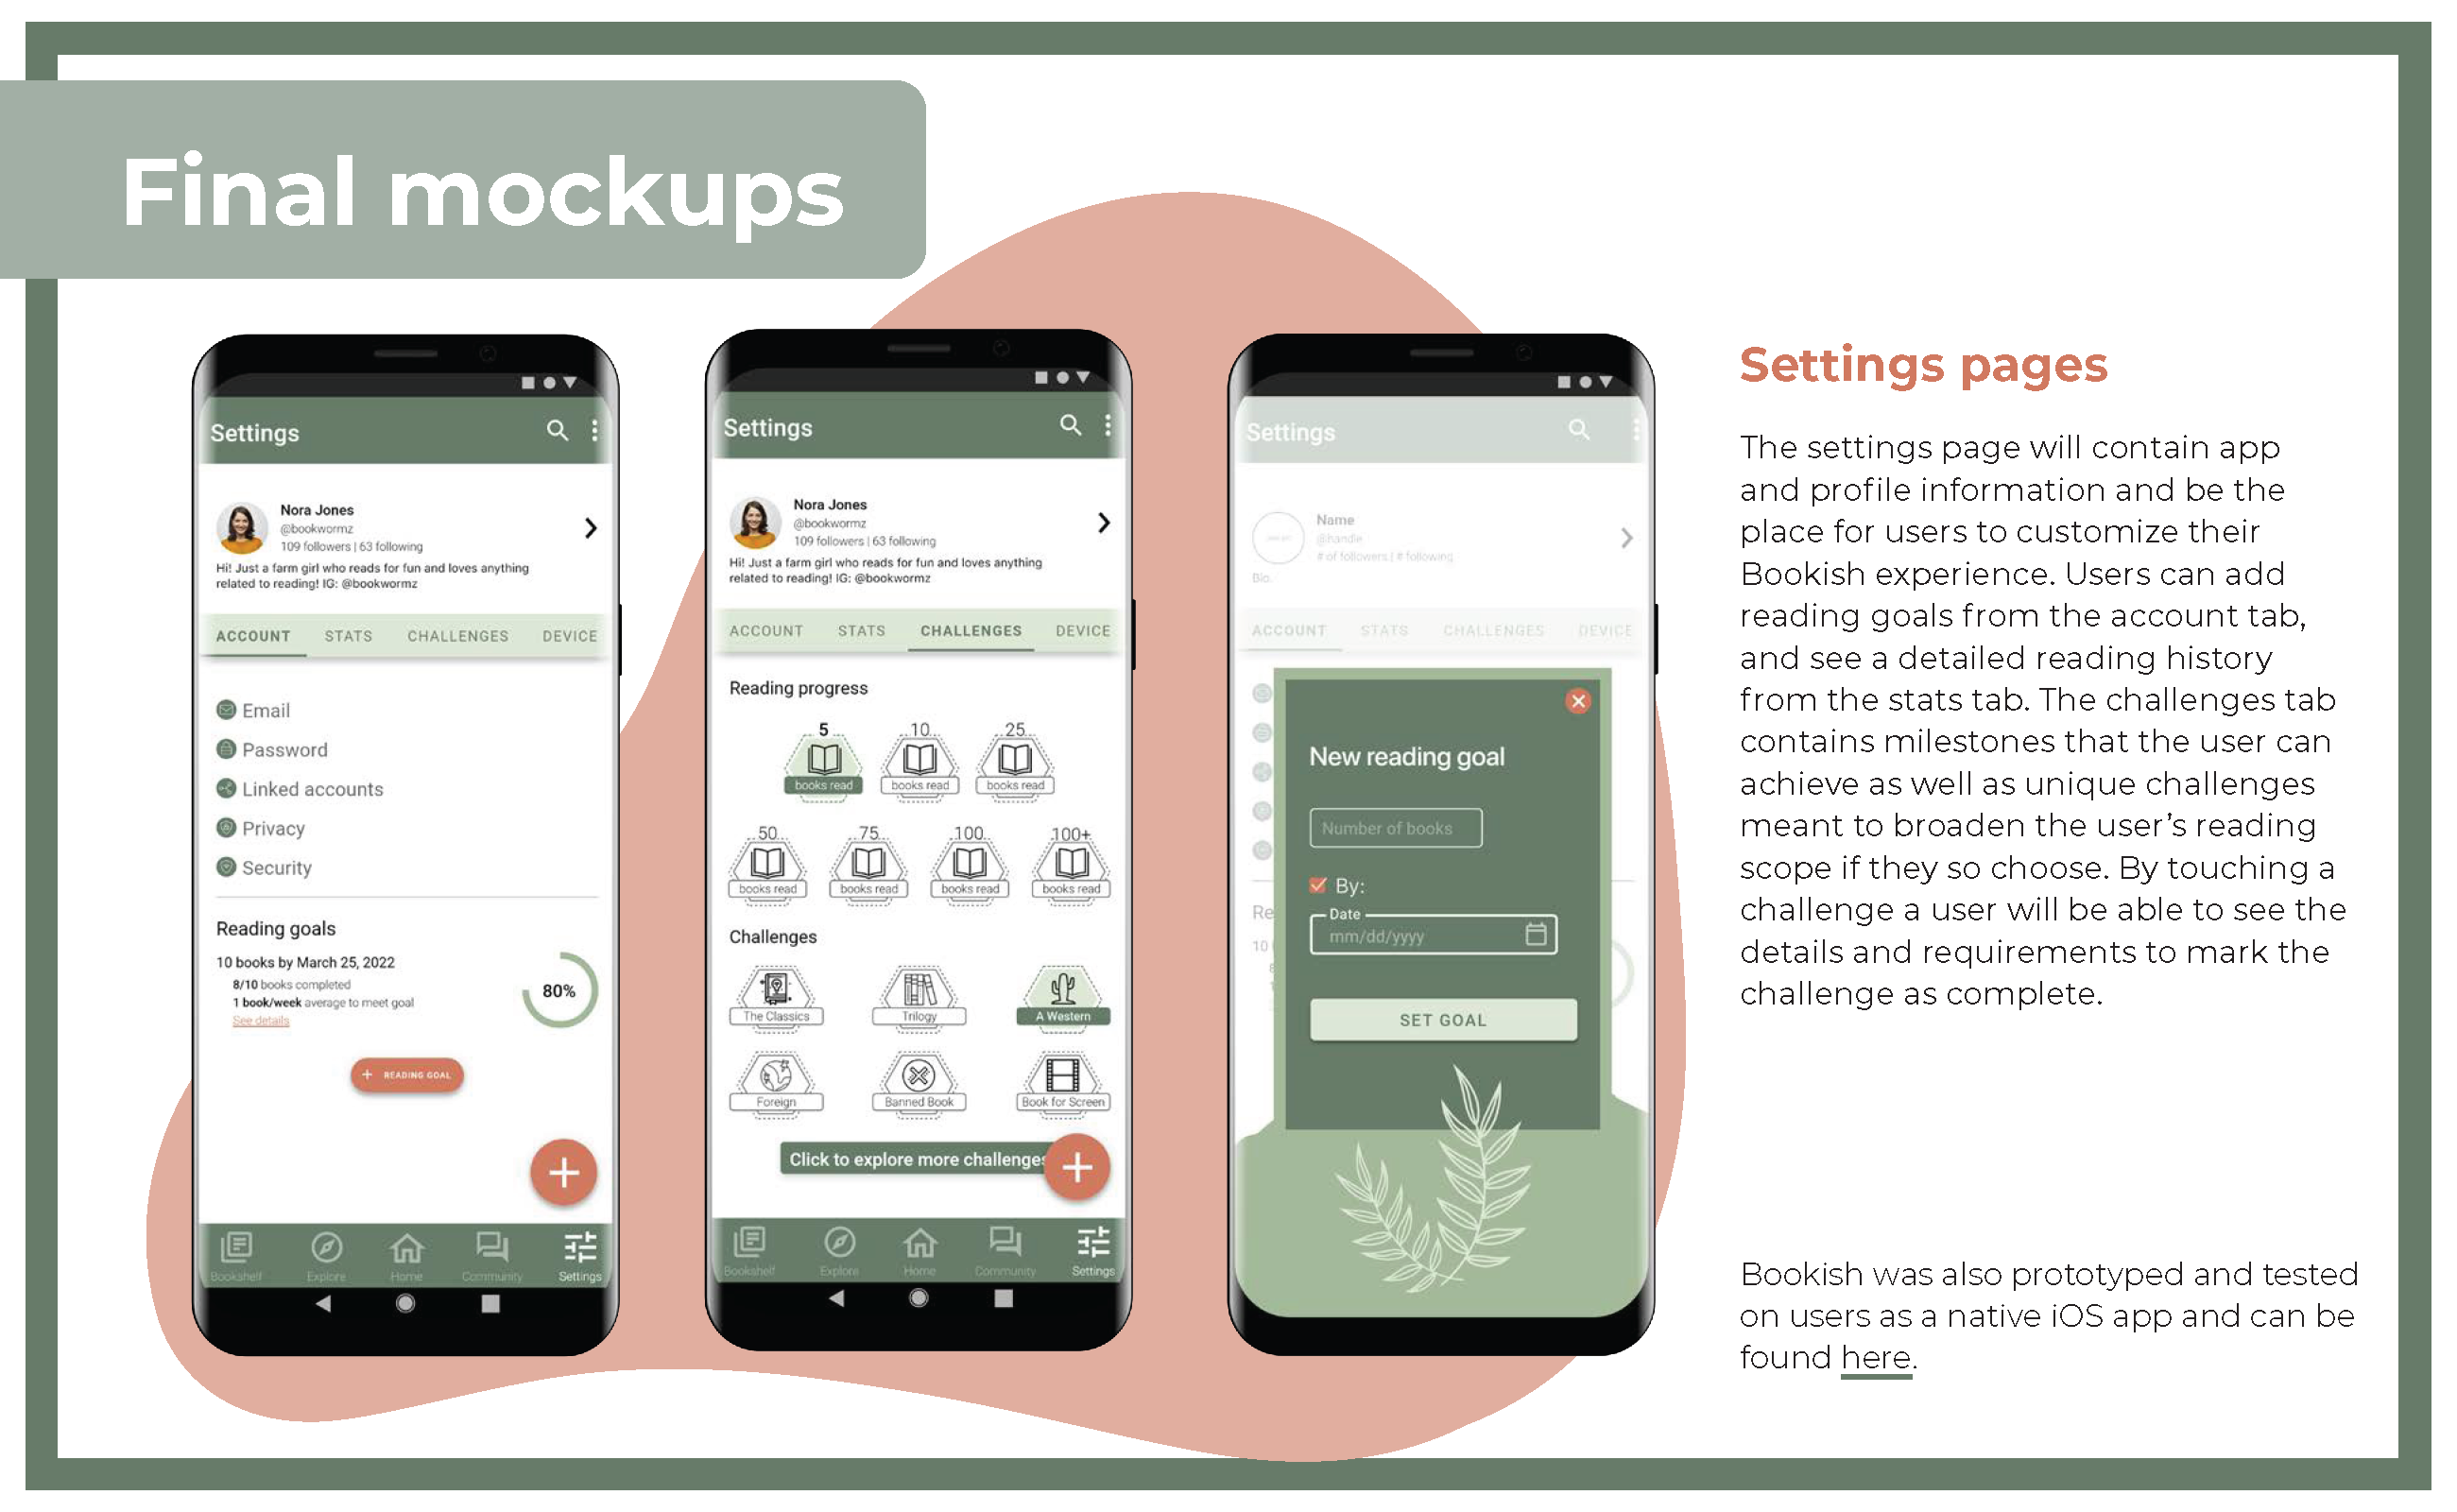 Final mockups
Settings
Nora Jones
@bookwormz
109 followers | 63 following
Hi! Just a farm girl who reads for fun and loves anything
related to reading! IG: @bookwormz
ACCOUNT STATS CHALLENGES DEVICE
Email
Password
Linked accounts
Privacy
Security
Reading goals
10 books by March 25, 2022
8/10 books completed
1 book/week average to meet goal
See details
80%
+ READING GOAL
Bookshelf Explore Home Community Settings
Settings
Nora Jones
@bookwormz
109 followers | 63 following
Hi! Just a farm girl who reads for fun and loves anything
related to reading! IG: @bookwormz
ACCOUNT STATS CHALLENGES DEVICE
Reading progress
5 10 25
books read books read books read
50 75 100 100+
books read books read books read books read
Challenges
The Classics Trilogy A Western
Foreign Banned Book Book for Screen
Click to explore more challenges
Bookshelf Explore Home Community Settings
Settings
Name
@handle
# of followers | # following
Bio.
ACCOUNT STATS CHALLENGES DEVICE
Re
10
New reading goal
Number of books
By:
Date
mm/dd/yyyy
SET GOAL
Settings pages
The settings page will contain app
and profile information and be the
place for users to customize their
Bookish experience. Users can add
reading goals from the account tab,
and see a detailed reading history
from the stats tab. The challenges tab
contains milestones that the user can
achieve as well as unique challenges
meant to broaden the user's reading
scope if they so choose. By touching a
challenge a user will be able to see the
details and requirements to mark the
challenge as complete.
Bookish was also prototyped and tested
on users as a native iOS app and can be
found here.